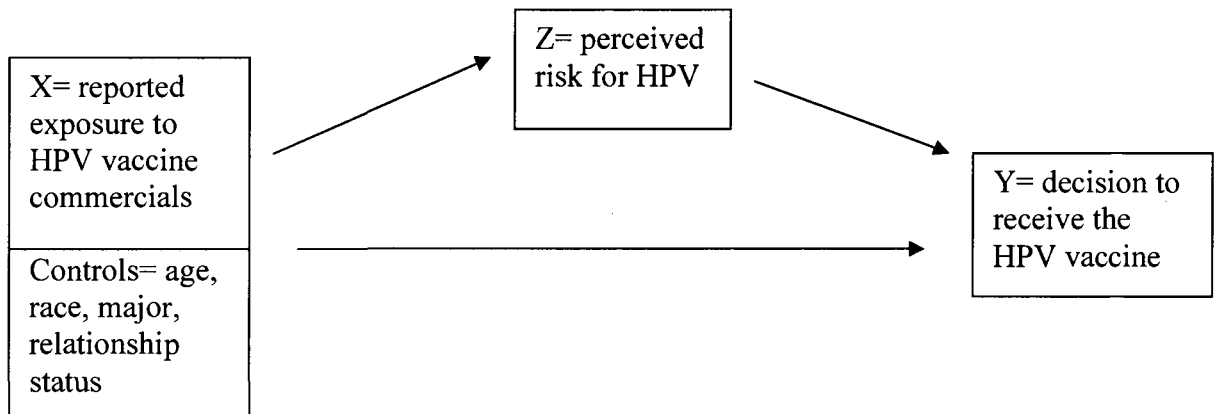 X= reported
exposure to
HPV vaccine
commercials
Controls= age,
race, major,
relationship
status
Z= perceived
risk for HPV
Y= decision to
receive the
HPV vaccine